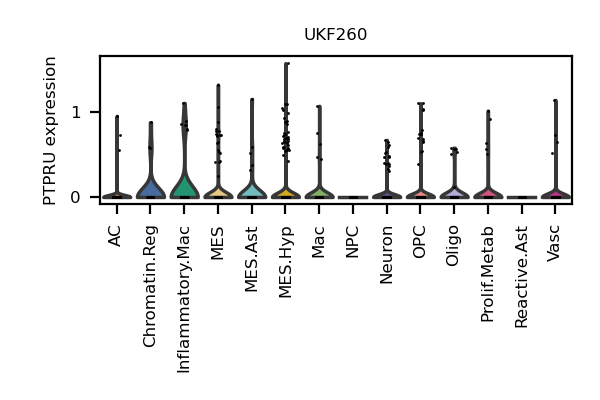 UKF260
PTPRU expression
1
0
AC
Chromatin.Reg
Inflammatory.Mac
MES
MES.Ast
MES.Hyp
Mac
NPC
Neuron
OPC
Oligo
Prolif.Metab
Reactive.Ast
Vasc